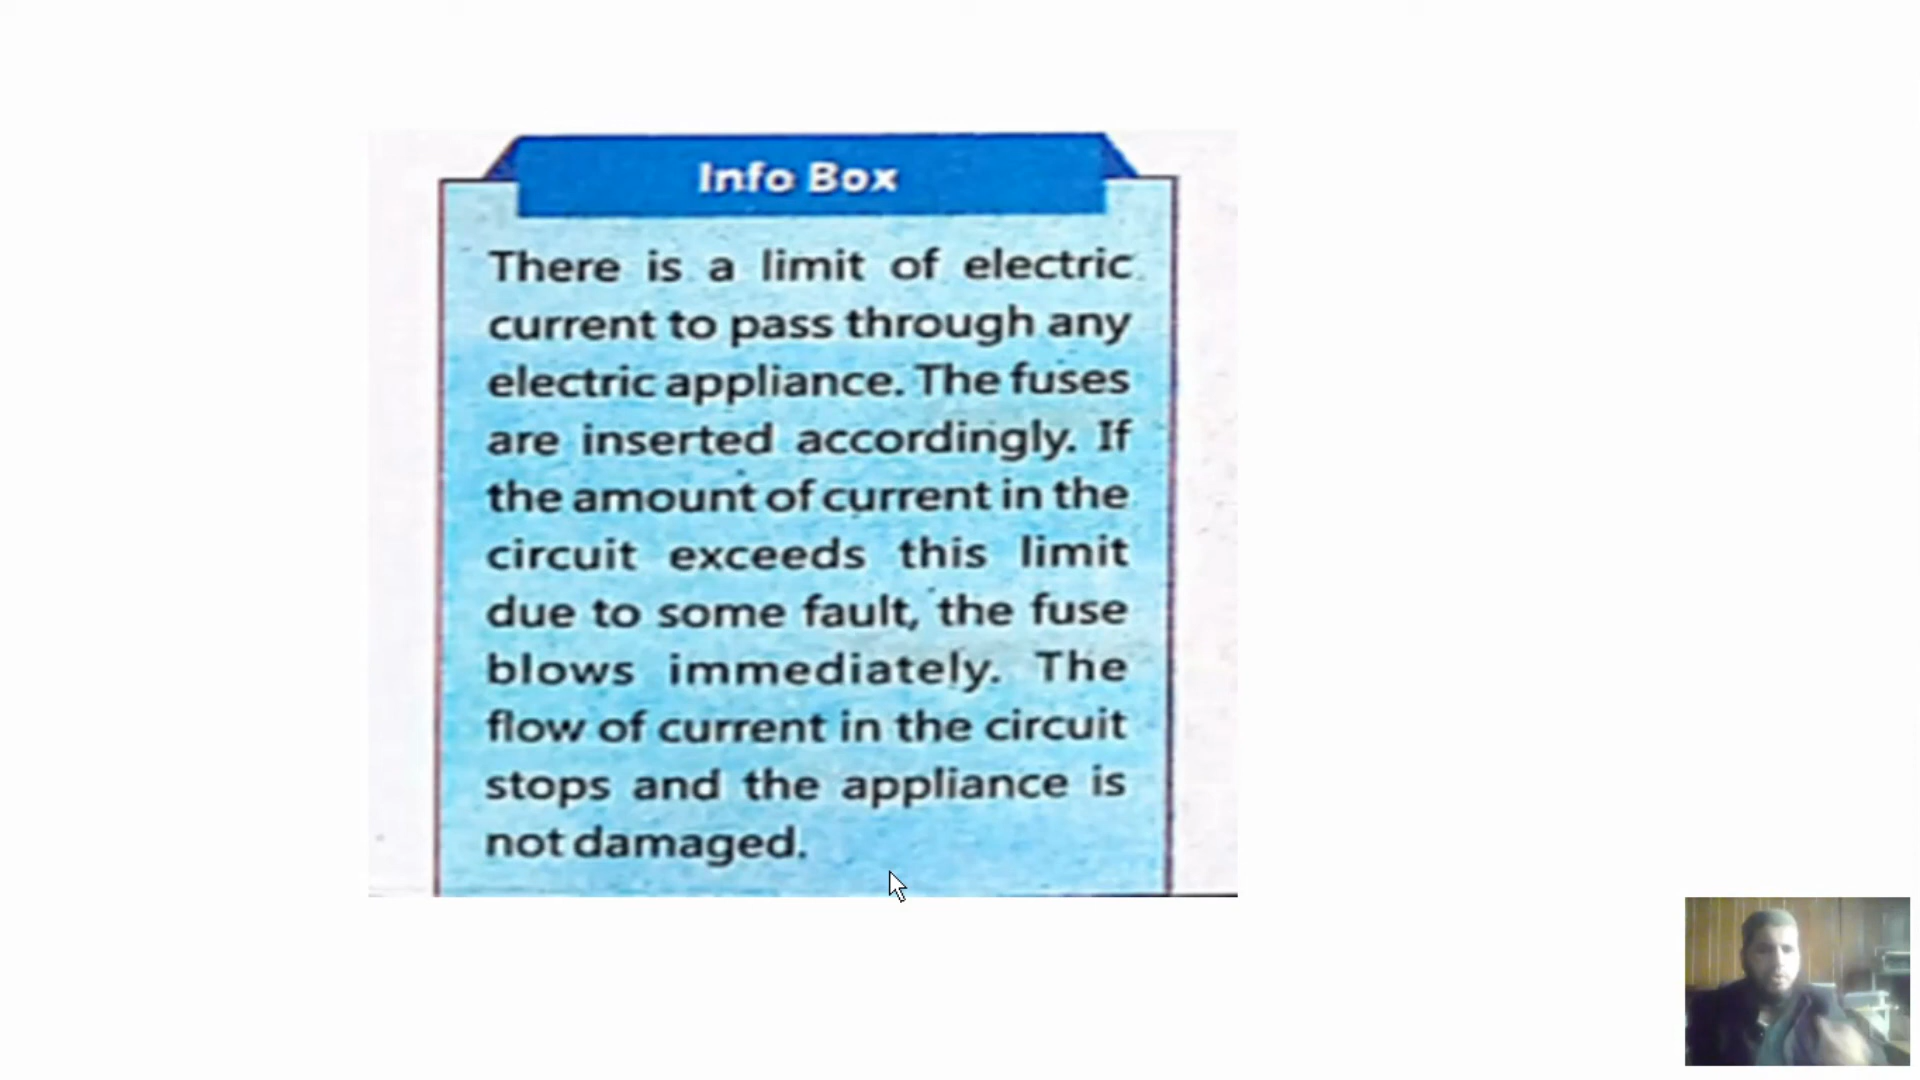 Info Box
There is a limit of electric
current to pass through any
electric appliance. The fuses
are inserted accordingly. If
the amount of current in the
circuit exceeds this limit
due to some fault, the fuse
blows immediately. The
flow of current in the circuit
stops and the appliance is
not damaged.